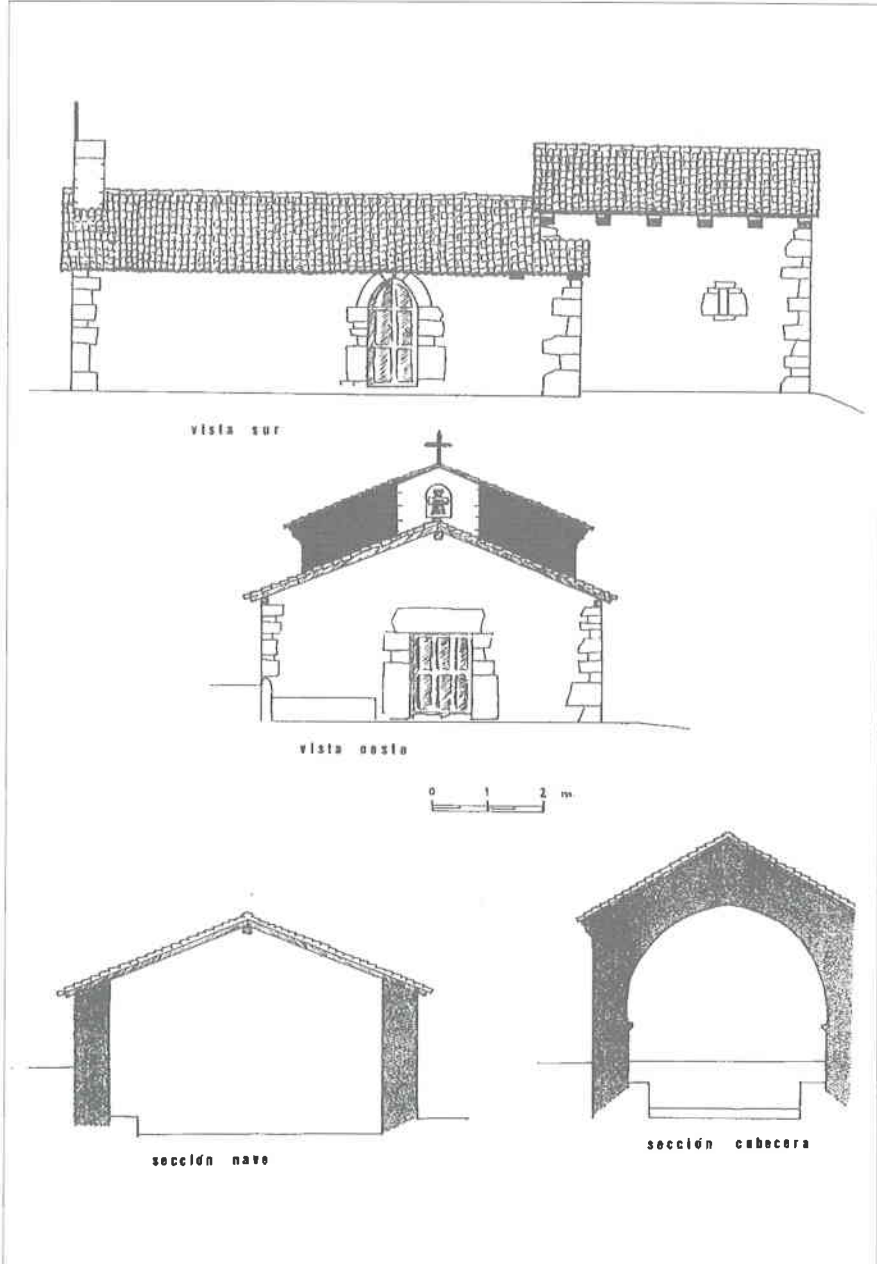 vista sur
vista oeste
0 1 2 m.
sección nave
sección cabecera